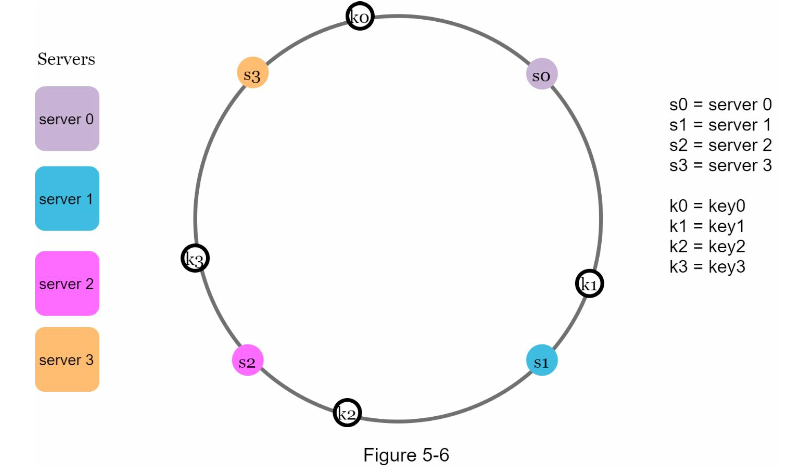 Servers
server 0
server 1
server 2
server 3
k0
s0
k1
s1
k2
s2
k3
s3
s0 = server 0
s1 = server 1
s2 = server 2
s3 = server 3
k0 = key0
k1 = key1
k2 = key2
k3 = key3
Figure 5-6